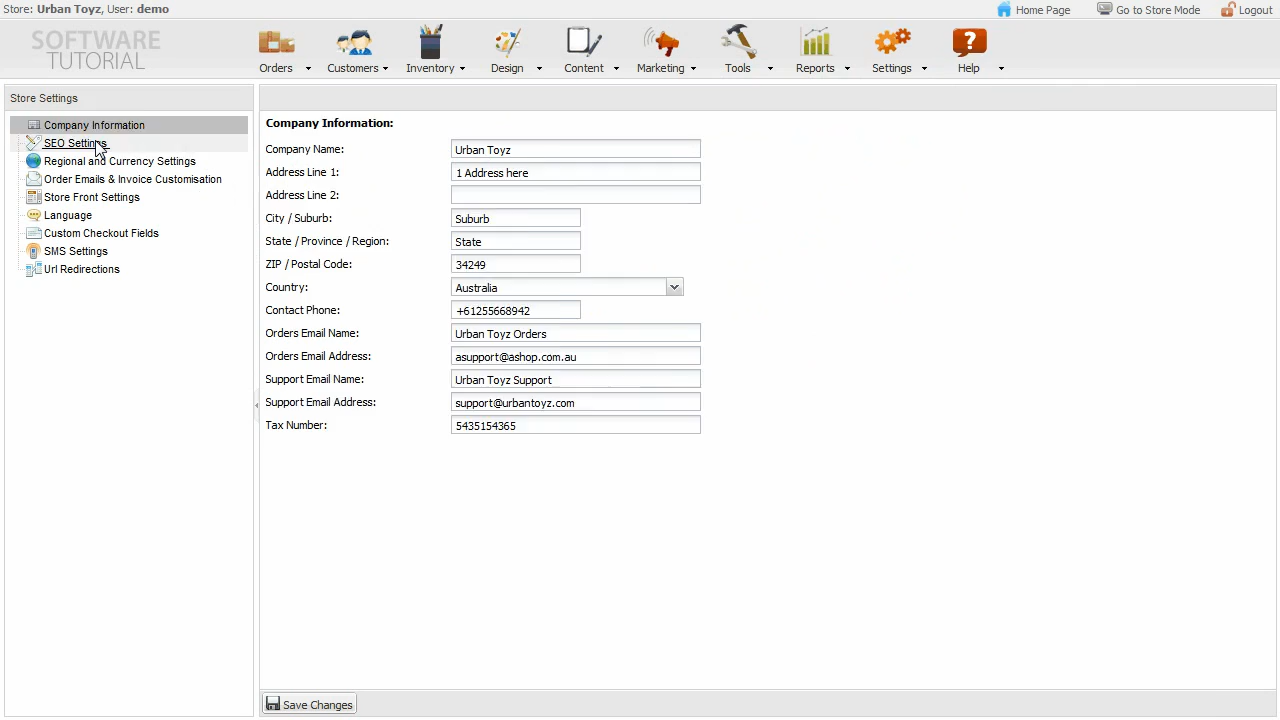 Store: Urban Toyz, User: demo
Home Page
Go to Store Mode
Logout
SOFTWARE
TUTORIAL
Orders
Customers
Inventory
Design
Content
Marketing
Tools
Reports
Settings
Help
Store Settings
Company Information
SEO Settings
Regional and Currency Settings
Order Emails & Invoice Customisation
Store Front Settings
Language
Custom Checkout Fields
SMS Settings
Url Redirections
Company Information:
Company Name: Urban Toyz
Address Line 1: 1 Address here
Address Line 2:
City / Suburb: Suburb
State / Province / Region: State
ZIP / Postal Code: 34249
Country: Australia
Contact Phone: +61255668942
Orders Email Name: Urban Toyz Orders
Orders Email Address: asupport@ashop.com.au
Support Email Name: Urban Toyz Support
Support Email Address: support@urbantoyz.com
Tax Number: 5435154365
Save Changes